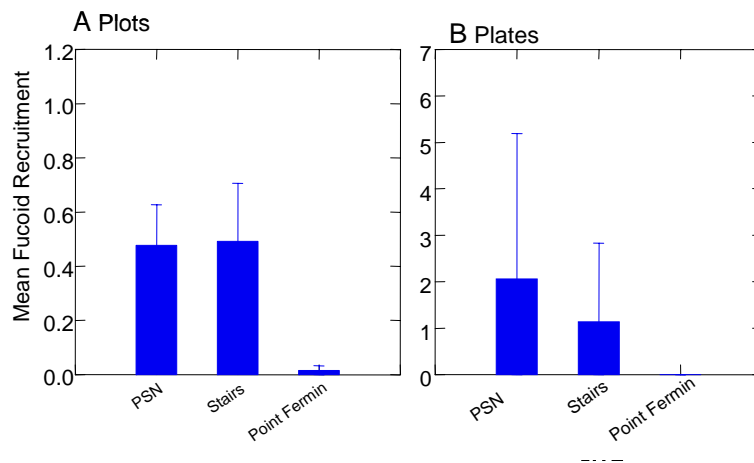 A Plots
B Plates
Mean Fucoid Recruitment
1.2
1.0
0.8
0.6
0.4
0.2
0.0
PSN
Stairs
Point Fermin
7
6
5
4
3
2
1
0
PSN
Stairs
Point Fermin